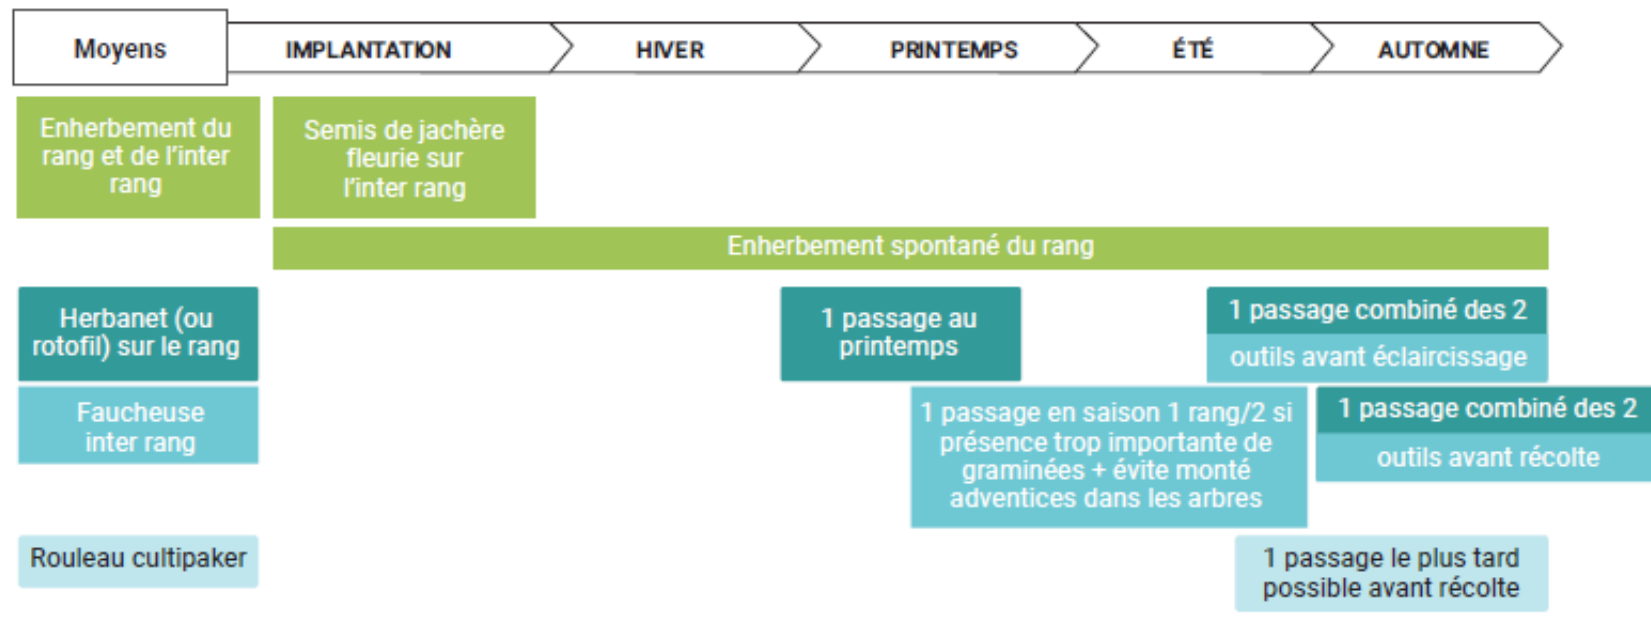 Moyens
IMPLANTATION
HIVER
PRINTEMPS
ÉTÉ
AUTOMNE
Enherbement du
rang et de l'inter
rang
Semis de jachère
fleurie sur
l'inter rang
Enherbement spontané du rang
Herbanet (ou
rotofil) sur le rang
1 passage au
printemps
1 passage combiné des 2
outils avant éclaircissage
Faucheuse
inter rang
1 passage en saison 1 rang/2 si
présence trop importante de
graminées + évite monté
adventices dans les arbres
1 passage combiné des 2
outils avant récolte
Rouleau cultipaker
1 passage le plus tard
possible avant récolte